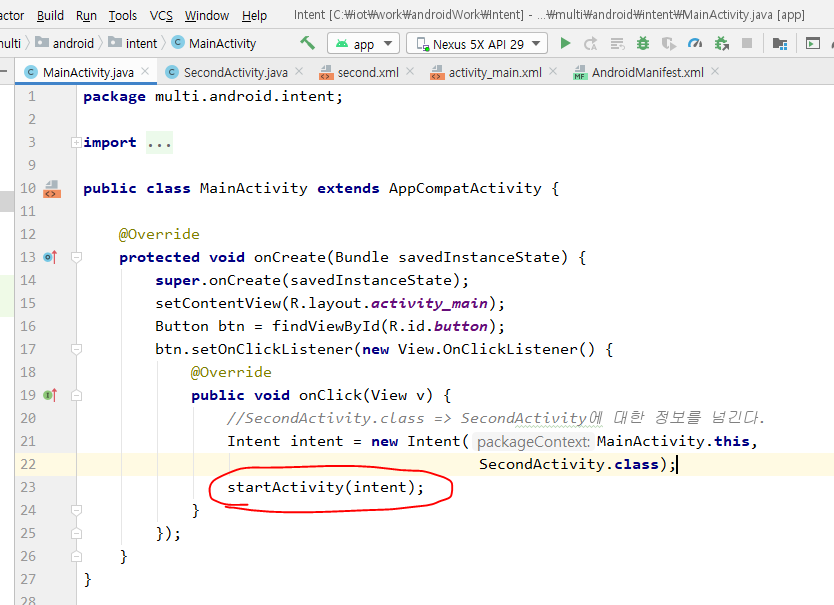 actor Build Run Tools VCS Window Help Intent [C:₩iot₩work₩androidWork₩Intent] - ...₩multi₩android₩intent₩MainActivity.java [app]
multi android intent MainActivity app Nexus 5X API 29
MainActivity.java SecondActivity.java second.xml activity_main.xml AndroidManifest.xml
1 package multi.android.intent;
2
3 import ...
9
10 public class MainActivity extends AppCompatActivity {
11
12 @Override
13 protected void onCreate(Bundle savedInstanceState) {
14 super.onCreate(savedInstanceState);
15 setContentView(R.layout.activity_main);
16 Button btn = findViewById(R.id.button);
17 btn.setOnClickListener(new View.OnClickListener() {
18 @Override
19 public void onClick(View v) {
20 //SecondActivity.class => SecondActivity에 대한 정보를 넘긴다.
21 Intent intent = new Intent( packageContext: MainActivity.this,
22 SecondActivity.class);
23 startActivity(intent);
24 }
25 });
26 }
27 }
28